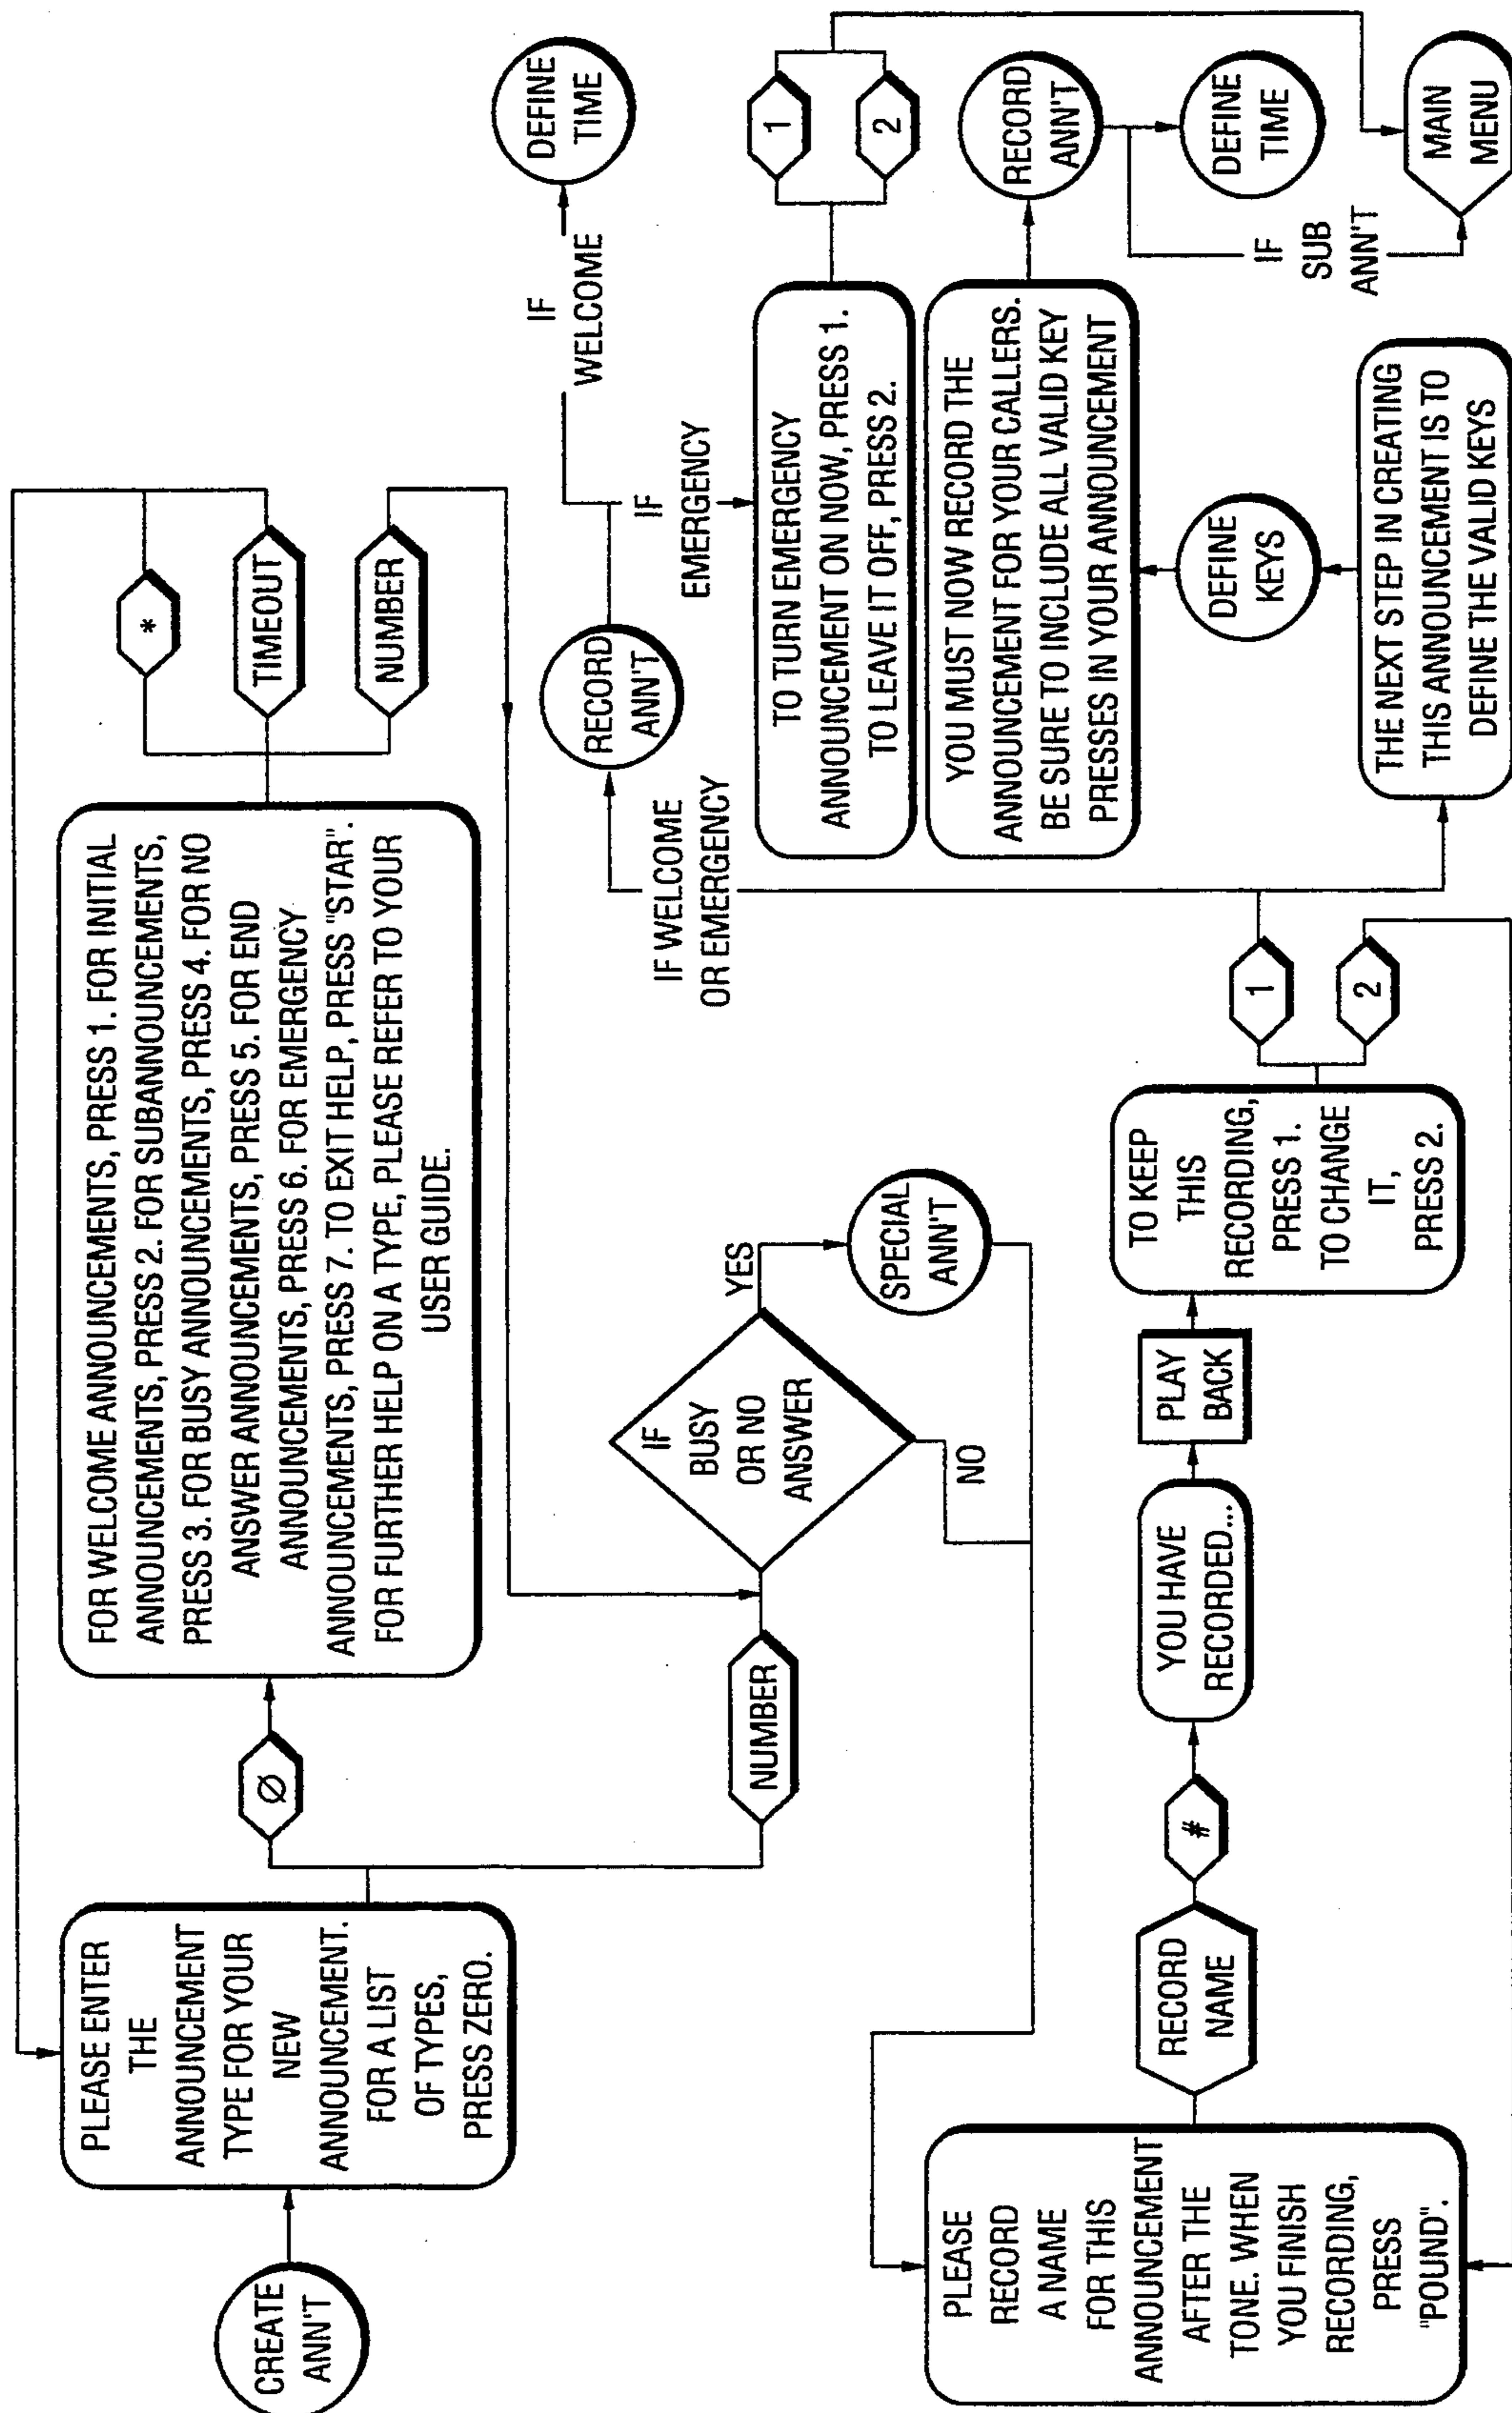 CREATE
ANN'T
PLEASE ENTER
THE
ANNOUNCEMENT
TYPE FOR YOUR
NEW
ANNOUNCEMENT.
FOR A LIST
OF TYPES,
PRESS ZERO.
Ø
FOR WELCOME ANNOUNCEMENTS, PRESS 1. FOR INITIAL
ANNOUNCEMENTS, PRESS 2. FOR SUBANNOUNCEMENTS,
PRESS 3. FOR BUSY ANNOUNCEMENTS, PRESS 4. FOR NO
ANSWER ANNOUNCEMENTS, PRESS 5. FOR END
ANNOUNCEMENTS, PRESS 6. FOR EMERGENCY
ANNOUNCEMENTS, PRESS 7. TO EXIT HELP, PRESS "STAR".
FOR FURTHER HELP ON A TYPE, PLEASE REFER TO YOUR
USER GUIDE.
*
TIMEOUT
NUMBER
NUMBER
IF
BUSY
OR NO
ANSWER
YES
NO
SPECIAL
ANN'T
PLEASE
RECORD
A NAME
FOR THIS
ANNOUNCEMENT
AFTER THE
TONE. WHEN
YOU FINISH
RECORDING,
PRESS
"POUND".
RECORD
NAME
#
YOU HAVE
RECORDED...
PLAY
BACK
TO KEEP
THIS
RECORDING,
PRESS 1.
TO CHANGE
IT,
PRESS 2.
1
2
IF WELCOME
OR EMERGENCY
RECORD
ANN'T
IF
WELCOME
DEFINE
TIME
IF
EMERGENCY
TO TURN EMERGENCY
ANNOUNCEMENT ON NOW, PRESS 1.
TO LEAVE IT OFF, PRESS 2.
1
2
THE NEXT STEP IN CREATING
THIS ANNOUNCEMENT IS TO
DEFINE THE VALID KEYS
DEFINE
KEYS
YOU MUST NOW RECORD THE
ANNOUNCEMENT FOR YOUR CALLERS.
BE SURE TO INCLUDE ALL VALID KEY
PRESSES IN YOUR ANNOUNCEMENT
RECORD
ANN'T
DEFINE
TIME
IF
SUB
ANN'T
MAIN
MENU